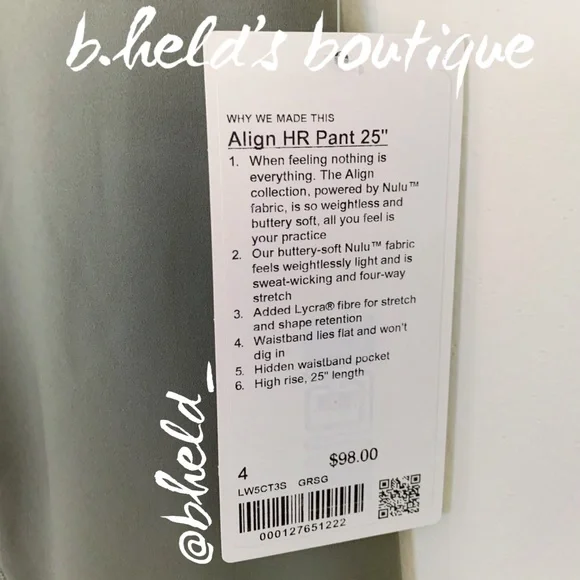 b.held's boutique
WHY WE MADE THIS
Align HR Pant 25"
1. When feeling nothing is
everything. The Align
collection, powered by Nulu™
fabric, is so weightless and
buttery soft, all you feel is
your practice
2. Our buttery-soft Nulu™ fabric
feels weightlessly light and is
sweat-wicking and four-way
stretch
3. Added Lycra® fibre for stretch
and shape retention
4. Waistband lies flat and won't
dig in
5. Hidden waistband pocket
6. High rise, 25" length
4
$98.00
LW5CT3S GRSG
000127651222
@bheld_